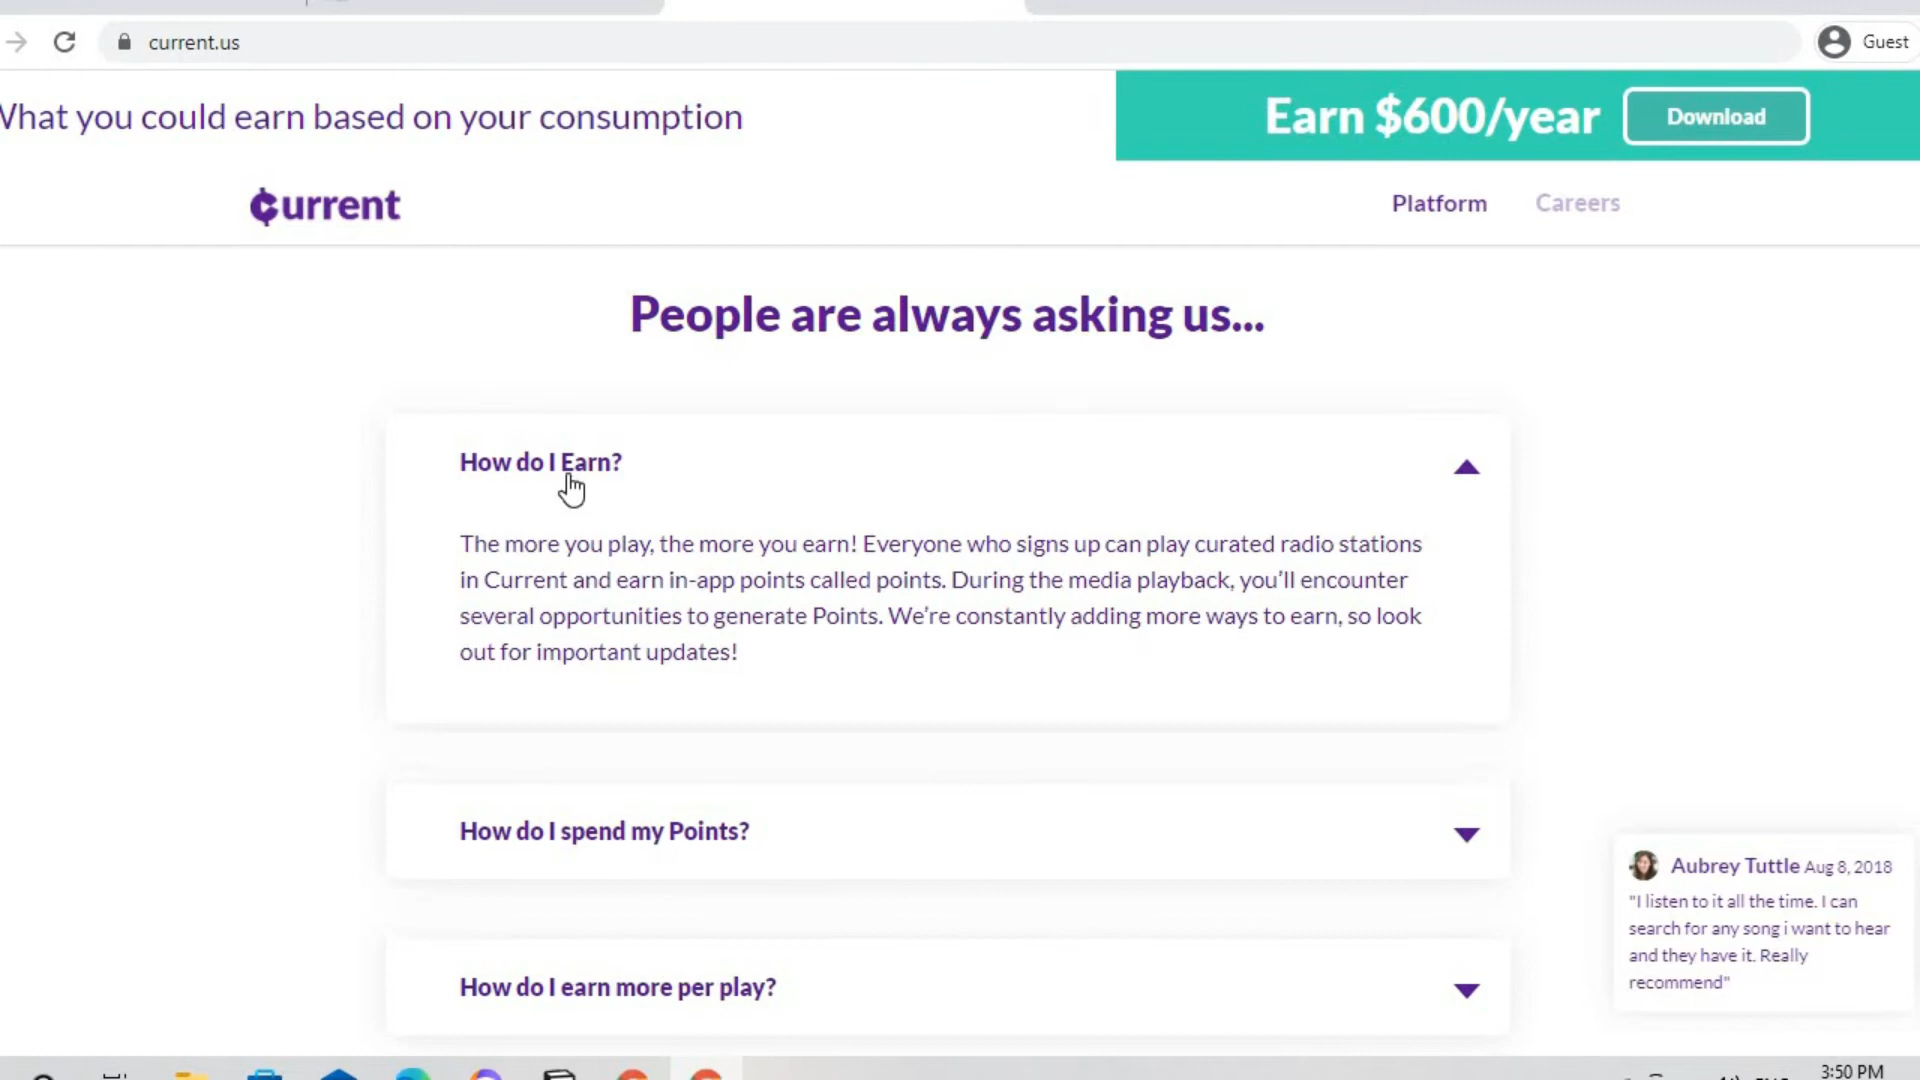 current.us
Guest
What you could earn based on your consumption
Earn $600/year
Download
Current
Platform
Careers
People are always asking us...
How do I Earn?
The more you play, the more you earn! Everyone who signs up can play curated radio stations
in Current and earn in-app points called points. During the media playback, you'll encounter
several opportunities to generate Points. We're constantly adding more ways to earn, so look
out for important updates!
How do I spend my Points?
How do I earn more per play?
Aubrey Tuttle Aug 8, 2018
"I listen to it all the time. I can
search for any song i want to hear
and they have it. Really
recommend"
3:50 PM